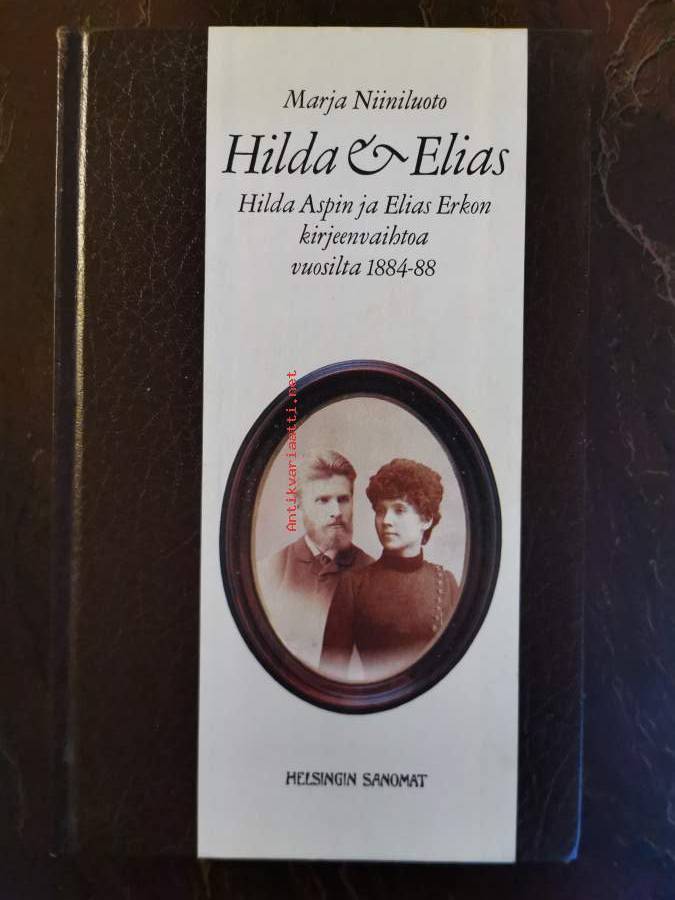 Marja Niiniluoto
Hilda & Elias
Hilda Aspin ja Elias Erkon
kirjeenvaihtoa
vuosilta 1884-88
Antikvariaatti.net
HELSINGIN SANOMAT